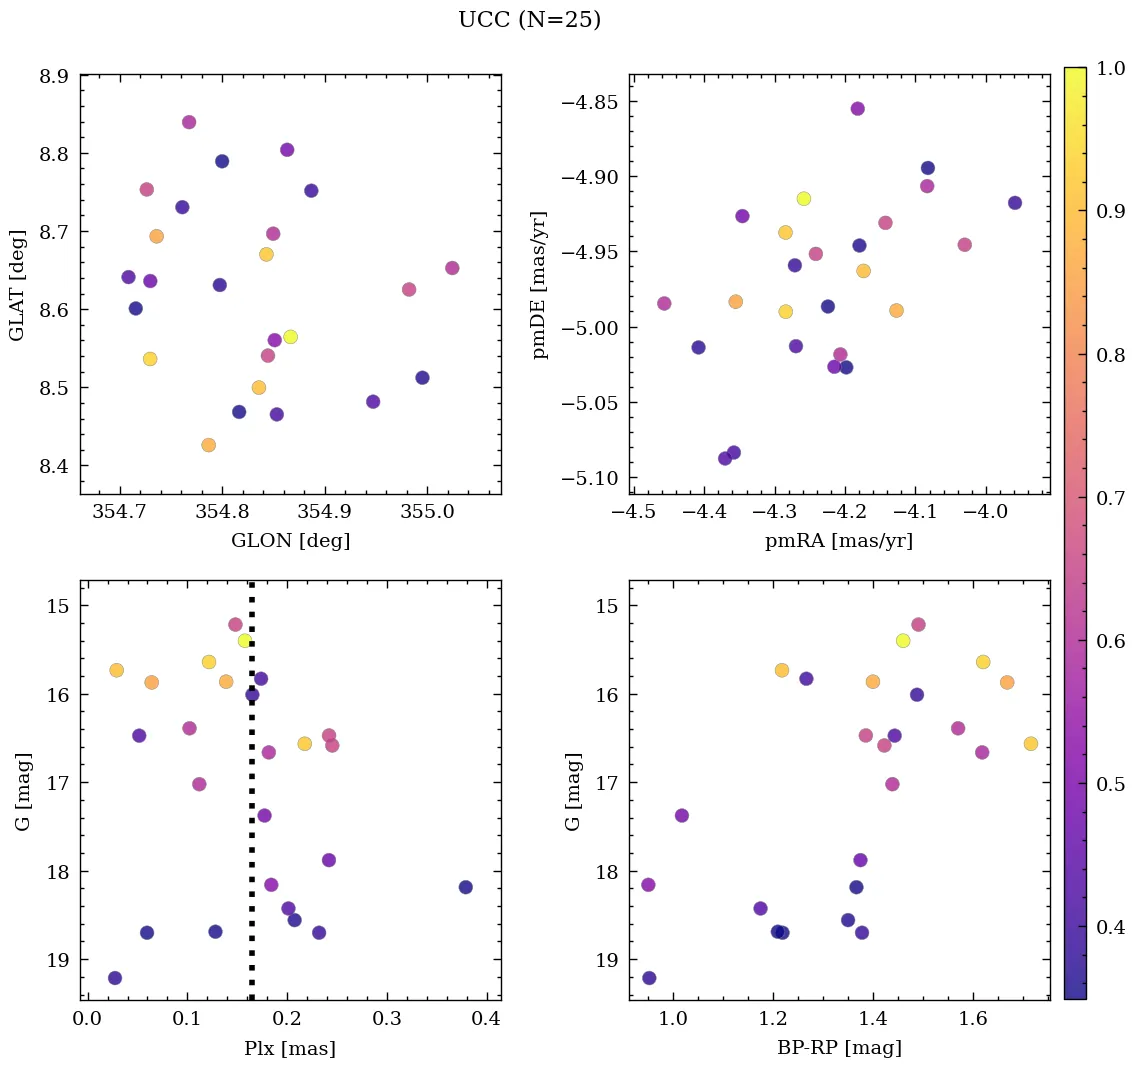 UCC (N=25)
8.9
8.8
8.7
8.6
8.5
8.4
GLAT [deg]
354.7 354.8 354.9 355.0
GLON [deg]
−4.85
−4.90
−4.95
−5.00
−5.05
−5.10
pmDE [mas/yr]
−4.5 −4.4 −4.3 −4.2 −4.1 −4.0
pmRA [mas/yr]
15
16
17
18
19
G [mag]
0.0 0.1 0.2 0.3 0.4
Plx [mas]
15
16
17
18
19
G [mag]
1.0 1.2 1.4 1.6
BP-RP [mag]
1.0
0.9
0.8
0.7
0.6
0.5
0.4